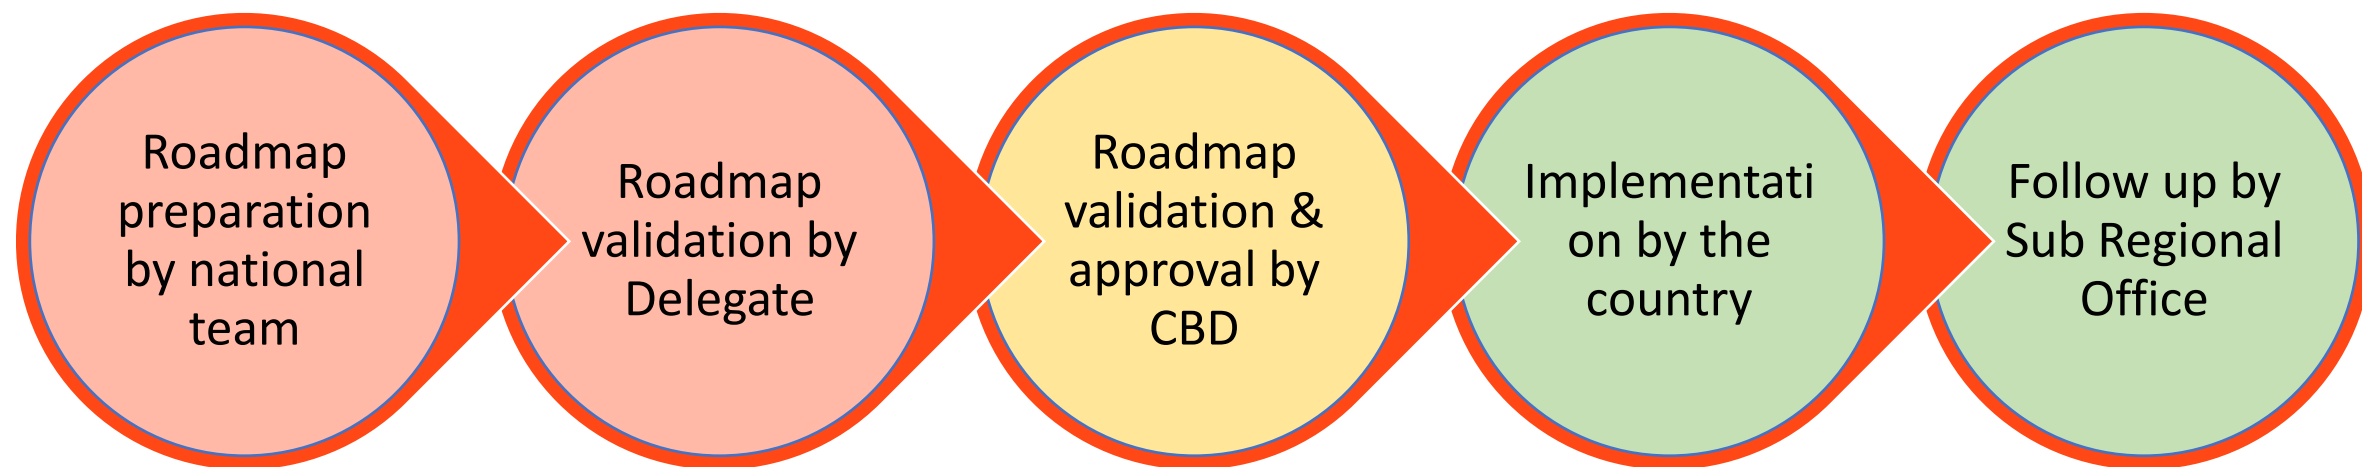 Roadmap
preparation
by national
team
Roadmap
validation by
Delegate
Roadmap
validation &
approval by
CBD
Implementati
on by the
country
Follow up by
Sub Regional
Office